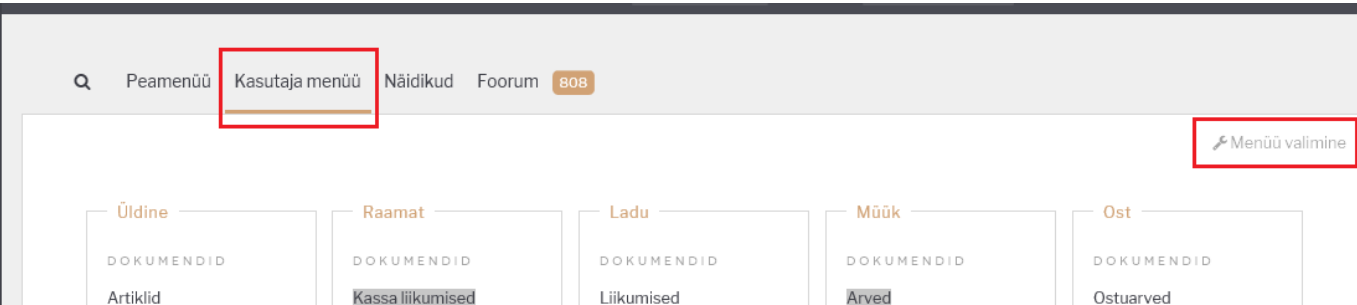 Peamenüü Kasutaja menüü Näidikud Foorum 808
Menüü valimine
Üldine Raamat Ladu Müük Ost
DOKUMENDID DOKUMENDID DOKUMENDID DOKUMENDID DOKUMENDID
Artiklid Kassa liikumised Liikumised Arved Ostuarved